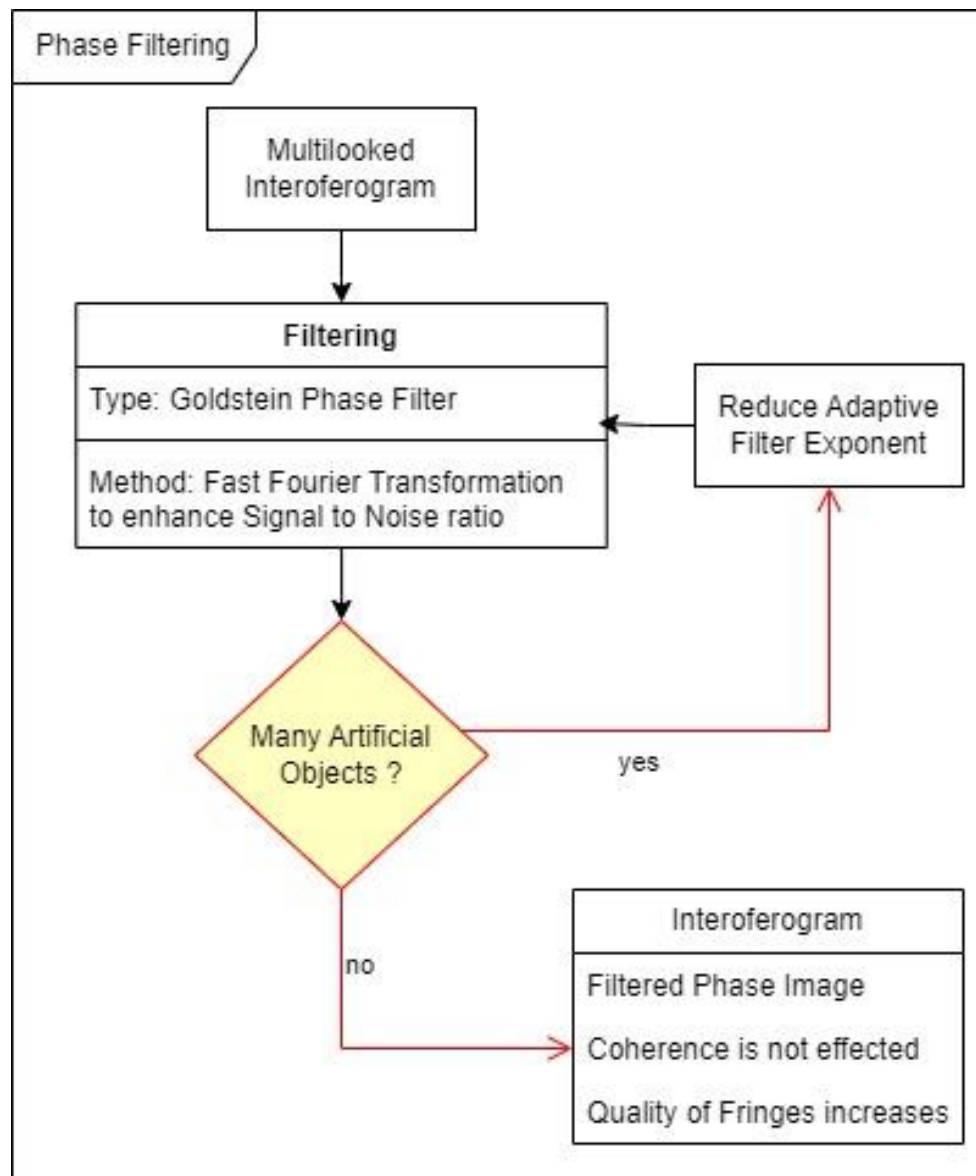 Phase Filtering
Multilooked
Interoferogram
Filtering
Type: Goldstein Phase Filter
Method: Fast Fourier Transformation
to enhance Signal to Noise ratio
Reduce Adaptive
Filter Exponent
Many Artificial
Objects ?
yes
no
Interoferogram
Filtered Phase Image
Coherence is not effected
Quality of Fringes increases